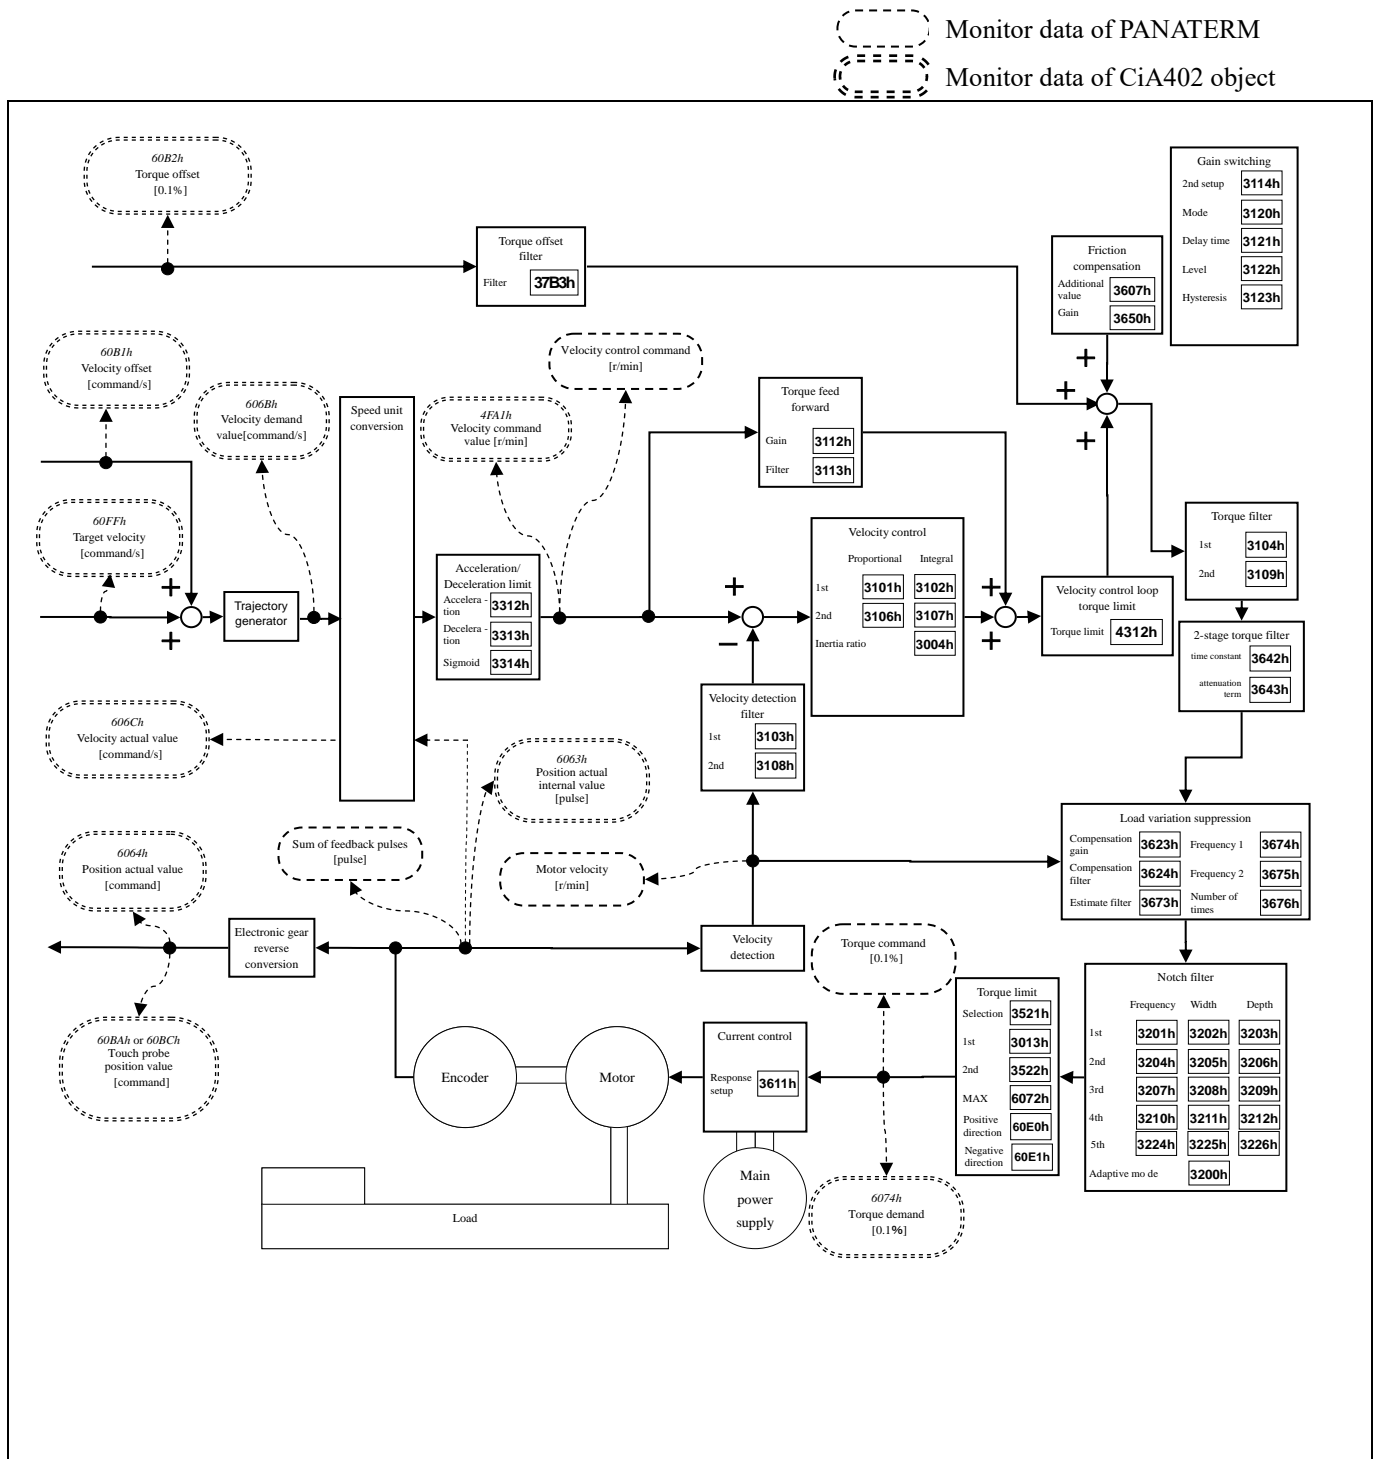 Monitor data of PANATERM
Monitor data of CiA402 object
60B2h
Torque offset
[0.1%]
Torque offset
filter
Filter
37B3h
Gain switching
2nd setup
3114h
Mode
3120h
Delay time
3121h
Level
3122h
Hysteresis
3123h
Friction
compensation
Additional
value
3607h
Gain
3650h
60B1h
Velocity offset
[command/s]
606Bh
Velocity demand
value[command/s]
Speed unit
conversion
4FA1h
Velocity command
value [r/min]
Velocity control command
[r/min]
Torque feed
forward
Gain
3112h
Filter
3113h
+
+
+
60FFh
Target velocity
[command/s]
+
+
Trajectory
generator
Acceleration/
Deceleration limit
Accelera -
tion
3312h
Decelera -
tion
3313h
Sigmoid
3314h
+
−
Velocity control
Proportional Integral
1st
3101h 3102h
2nd
3106h 3107h
Inertia ratio
3004h
+
+
Velocity control loop
torque limit
Torque limit
4312h
Torque filter
1st
3104h
2nd
3109h
2-stage torque filter
time constant
3642h
attenuation
term
3643h
606Ch
Velocity actual value
[command/s]
6063h
Position actual
internal value
[pulse]
Velocity detection
filter
1st
3103h
2nd
3108h
Load variation suppression
Compensation
gain
3623h
Frequency 1
3674h
Compensation
filter
3624h
Frequency 2
3675h
Estimate filter
3673h
Number of
times
3676h
6064h
Position actual value
[command]
Sum of feedback pulses
[pulse]
Motor velocity
[r/min]
Electronic gear
reverse
conversion
Velocity
detection
Torque command
[0.1%]
60BAh or 60BCh
Touch probe
position value
[command]
Encoder
Motor
Current control
Response
setup
3611h
Main
power
supply
Load
6074h
Torque demand
[0.1%]
Torque limit
Selection
3521h
1st
3013h
2nd
3522h
MAX
6072h
Positive
direction
60E0h
Negative
direction
60E1h
Notch filter
Frequency Width Depth
1st
3201h 3202h 3203h
2nd
3204h 3205h 3206h
3rd
3207h 3208h 3209h
4th
3210h 3211h 3212h
5th
3224h 3225h 3226h
Adaptive mo de
3200h